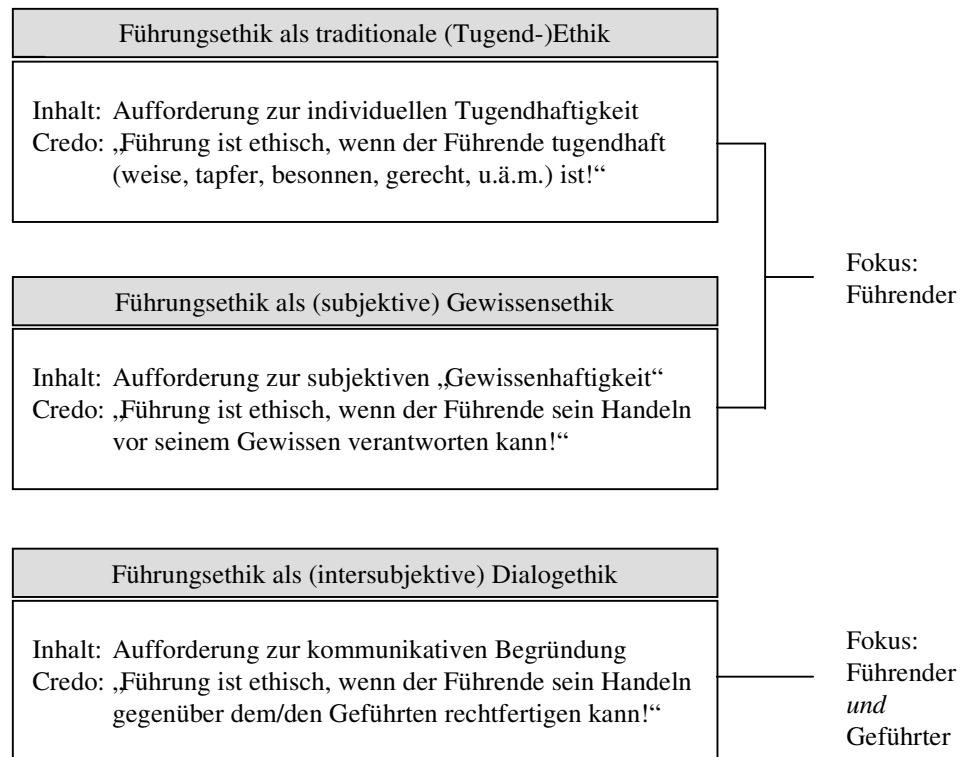 Führungsethik als traditionale (Tugend-)Ethik
Inhalt: Aufforderung zur individuellen Tugendhaftigkeit
Credo: „Führung ist ethisch, wenn der Führende tugendhaft
(weise, tapfer, besonnen, gerecht, u.ä.m.) ist!“
Fokus:
Führender
Führungsethik als (subjektive) Gewissensethik
Inhalt: Aufforderung zur subjektiven „Gewissenhaftigkeit“
Credo: „Führung ist ethisch, wenn der Führende sein Handeln
vor seinem Gewissen verantworten kann!“
Führungsethik als (intersubjektive) Dialogethik
Inhalt: Aufforderung zur kommunikativen Begründung
Credo: „Führung ist ethisch, wenn der Führende sein Handeln
gegenüber dem/den Geführten rechtfertigen kann!“
Fokus:
Führender
und
Geführter